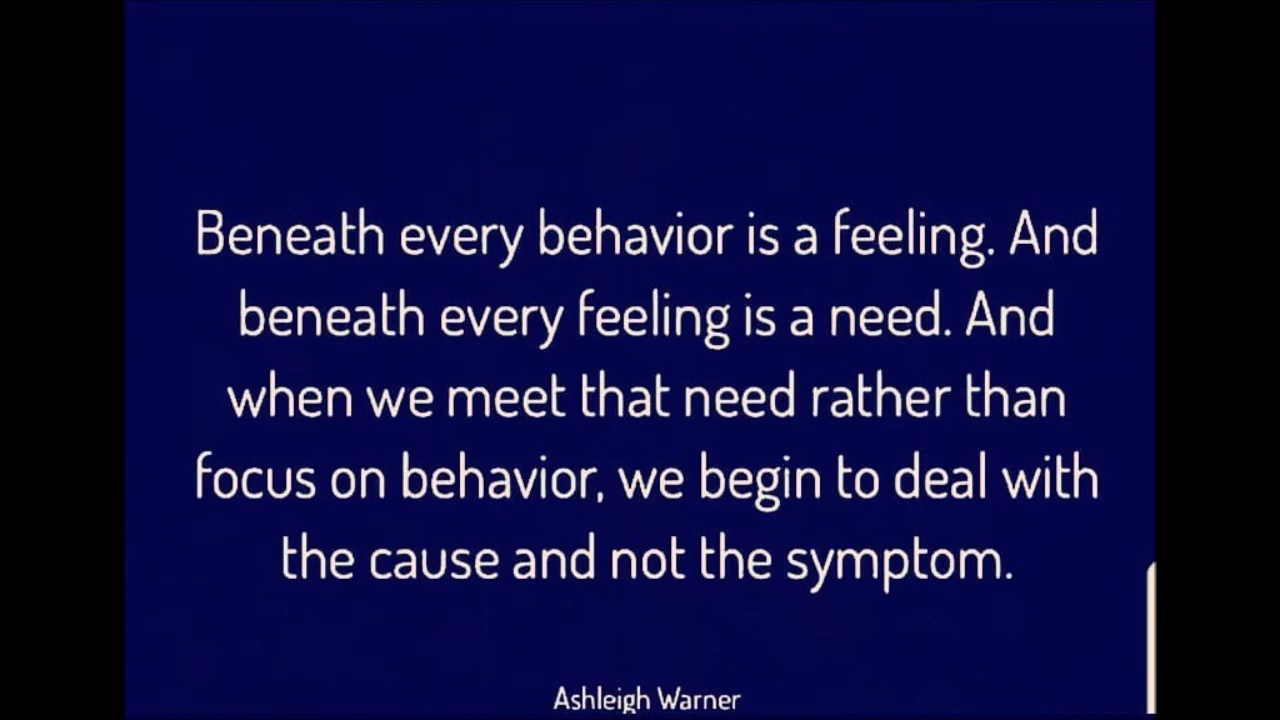 Beneath every behavior is a feeling. And
beneath every feeling is a need. And
when we meet that need rather than
focus on behavior, we begin to deal with
the cause and not the symptom.
Ashleigh Warner